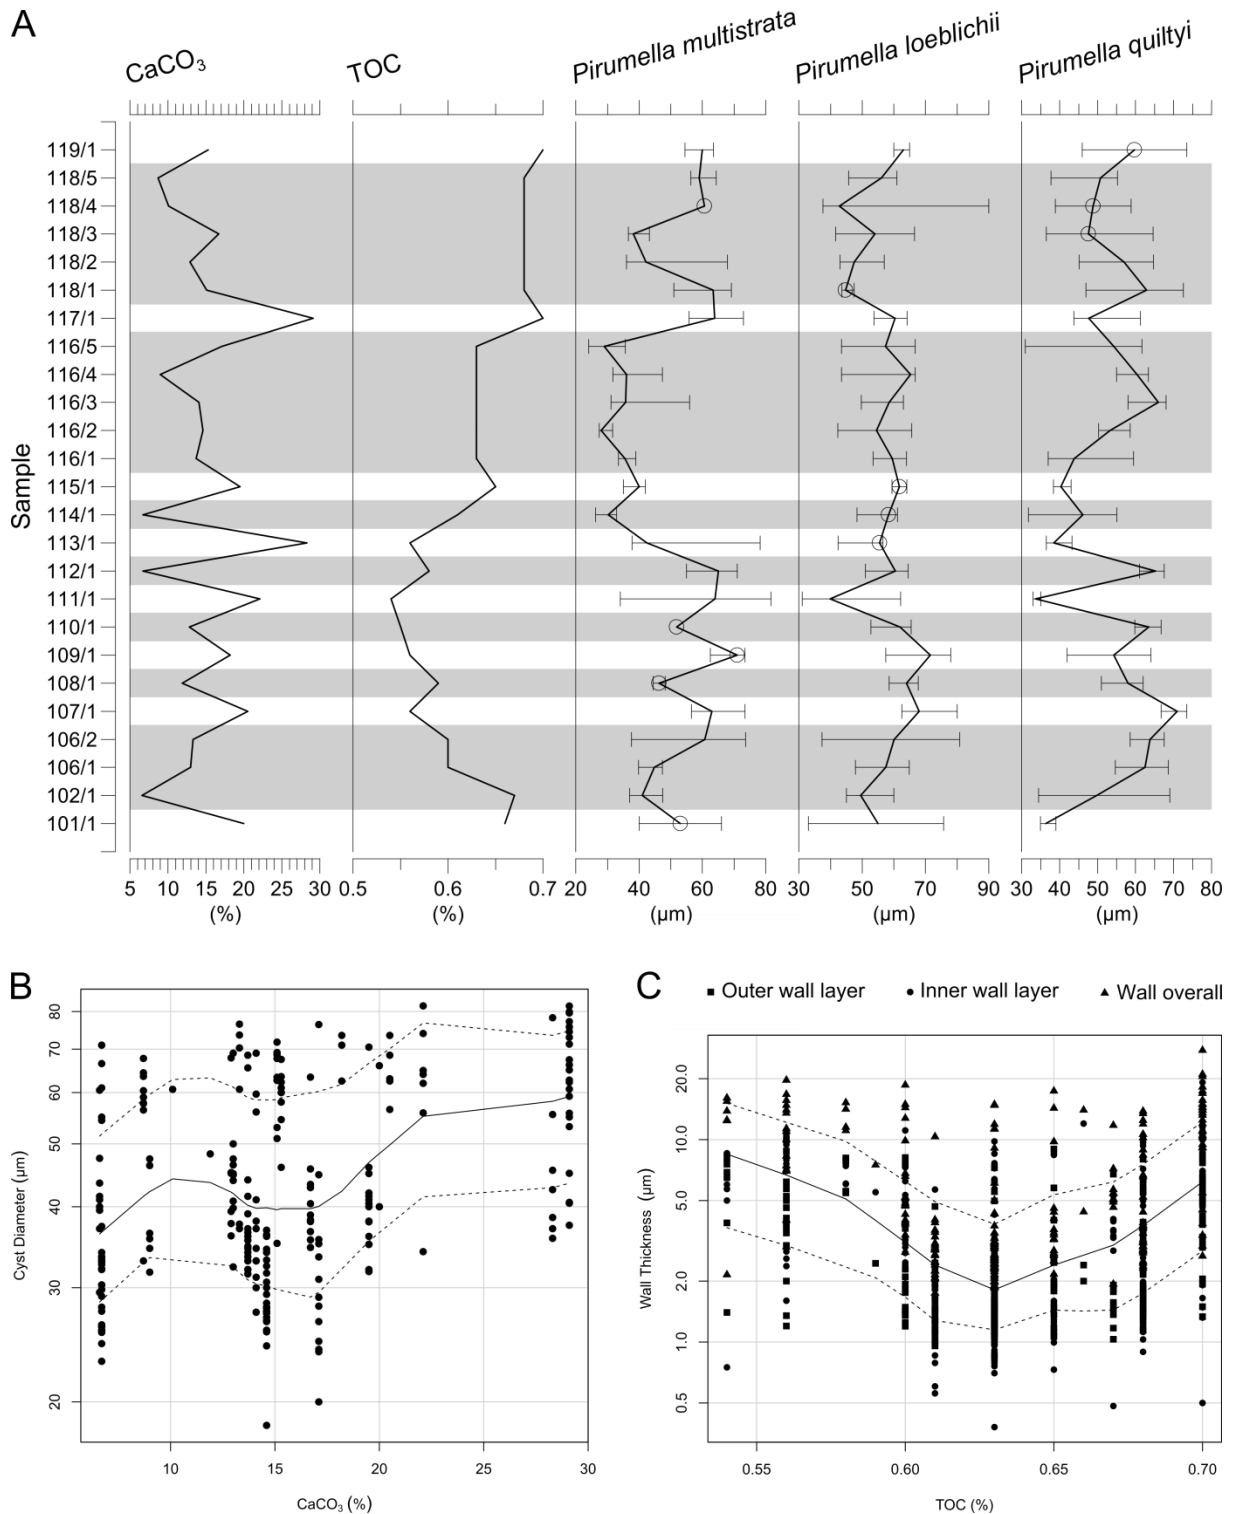 A
CaCO₃ TOC Pirumella multistrata Pirumella loeblichii Pirumella quiltyi
Sample
119/1
118/5
118/4
118/3
118/2
118/1
117/1
116/5
116/4
116/3
116/2
116/1
115/1
114/1
113/1
112/1
111/1
110/1
109/1
108/1
107/1
106/2
106/1
102/1
101/1
5 10 15 20 25 30 0.5 0.6 0.7 20 40 60 80 30 50 70 90 30 40 50 60 70 80
(%) (%) (µm) (µm) (µm)
B
Cyst Diameter (µm)
80
70
60
50
40
30
20
10 15 20 25 30
CaCO₃ (%)
C
Outer wall layer Inner wall layer Wall overall
Wall Thickness (µm)
20.0
10.0
5.0
2.0
1.0
0.5
0.55 0.60 0.65 0.70
TOC (%)